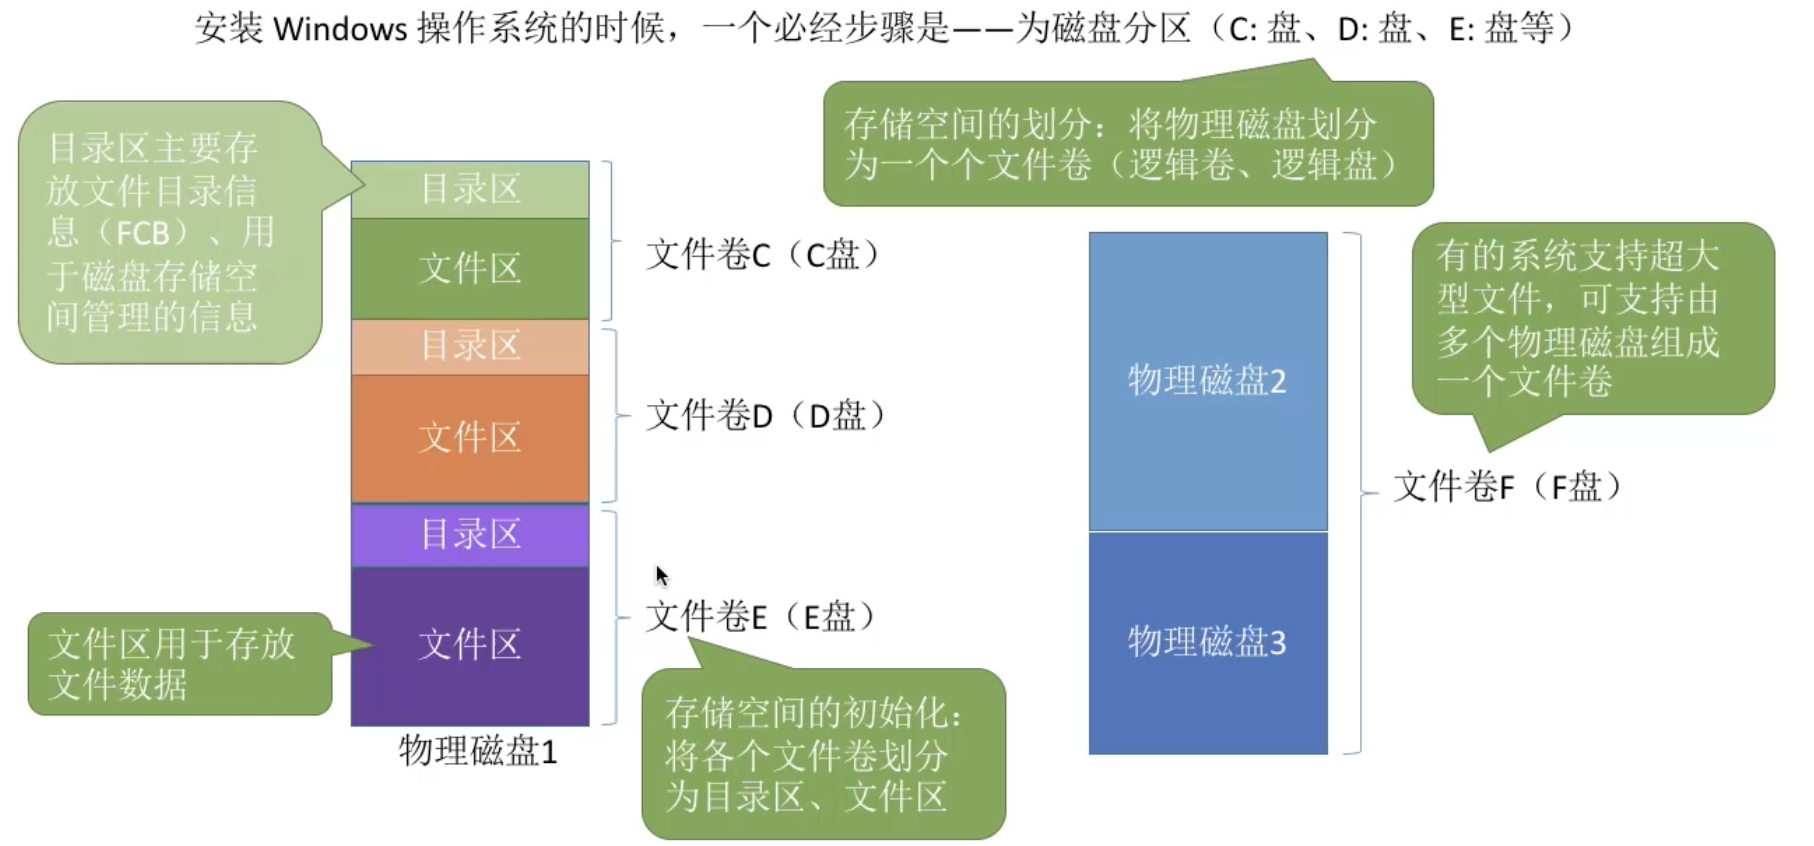 安装 Windows 操作系统的时候，一个必经步骤是——为磁盘分区（C: 盘、D: 盘、E: 盘等）
存储空间的划分：将物理磁盘划分
为一个个文件卷（逻辑卷、逻辑盘）
目录区主要存
放文件目录信
息（FCB）、用
于磁盘存储空
间管理的信息
目录区
文件区
文件卷C（C盘）
目录区
文件区
文件卷D（D盘）
目录区
文件区
文件卷E（E盘）
文件区用于存放
文件数据
物理磁盘1
存储空间的初始化：
将各个文件卷划分
为目录区、文件区
物理磁盘2
物理磁盘3
有的系统支持超大
型文件，可支持由
多个物理磁盘组成
一个文件卷
文件卷F（F盘）